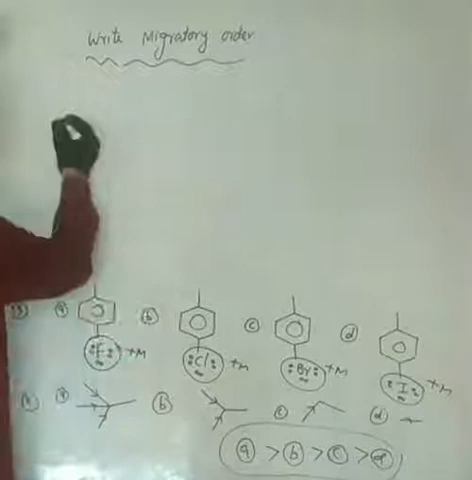 Write Migratory order
a b c d
:F: +M :Cl: +M :Br: +M :I: +M
a b c d
a > b > c > d